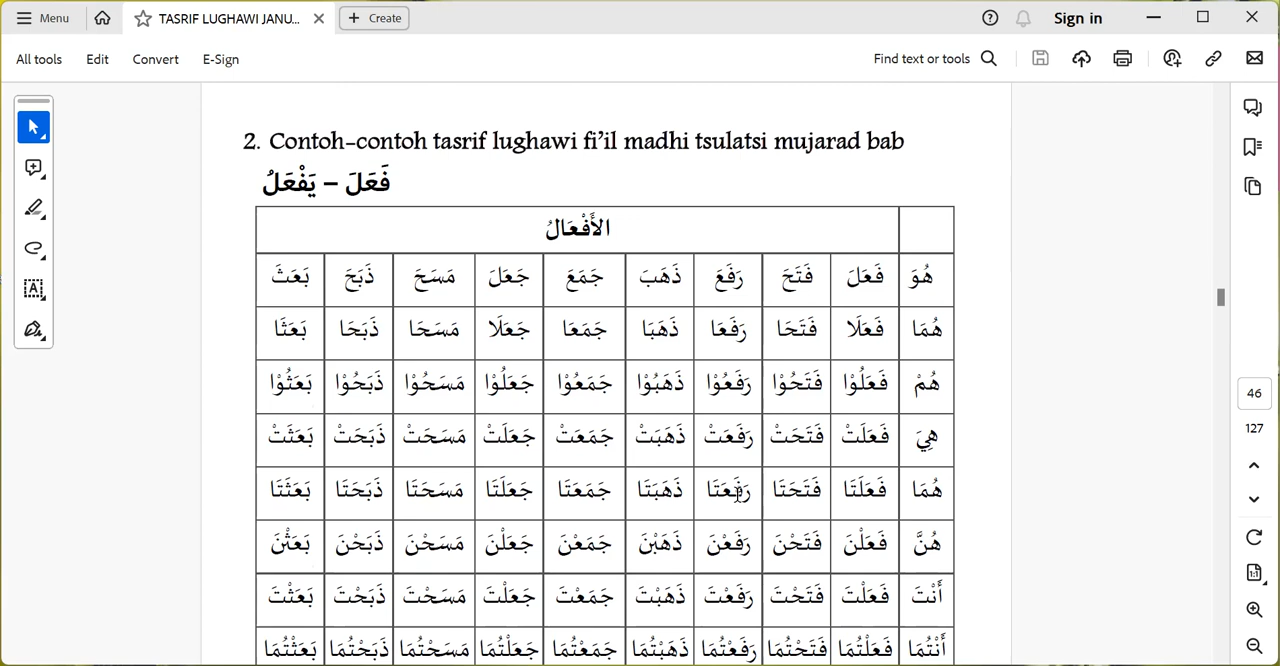 Menu TASRIF LUGHAWI JANU... Create Sign in
All tools Edit Convert E-Sign Find text or tools
2. Contoh-contoh tasrif lughawi fi’il madhi tsulatsi mujarad bab
فَعَلَ – يَفْعَلُ
الأَفْعَالُ
هُوَ فَعَلَ فَتَحَ رَفَعَ ذَهَبَ جَمَعَ جَعَلَ مَسَحَ ذَبَحَ بَعَثَ
هُمَا فَعَلَا فَتَحَا رَفَعَا ذَهَبَا جَمَعَا جَعَلَا مَسَحَا ذَبَحَا بَعَثَا
هُمْ فَعَلُوْا فَتَحُوْا رَفَعُوْا ذَهَبُوْا جَمَعُوْا جَعَلُوْا مَسَحُوْا ذَبَحُوْا بَعَثُوْا
هِيَ فَعَلَتْ فَتَحَتْ رَفَعَتْ ذَهَبَتْ جَمَعَتْ جَعَلَتْ مَسَحَتْ ذَبَحَتْ بَعَثَتْ
هُمَا فَعَلَتَا فَتَحَتَا رَفَعَتَا ذَهَبَتَا جَمَعَتَا جَعَلَتَا مَسَحَتَا ذَبَحَتَا بَعَثَتَا
هُنَّ فَعَلْنَ فَتَحْنَ رَفَعْنَ ذَهَبْنَ جَمَعْنَ جَعَلْنَ مَسَحْنَ ذَبَحْنَ بَعَثْنَ
أَنْتَ فَعَلْتَ فَتَحْتَ رَفَعْتَ ذَهَبْتَ جَمَعْتَ جَعَلْتَ مَسَحْتَ ذَبَحْتَ بَعَثْتَ
أَنْتُمَا فَعَلْتُمَا فَتَحْتُمَا رَفَعْتُمَا ذَهَبْتُمَا جَمَعْتُمَا جَعَلْتُمَا مَسَحْتُمَا ذَبَحْتُمَا بَعَثْتُمَا
46
127